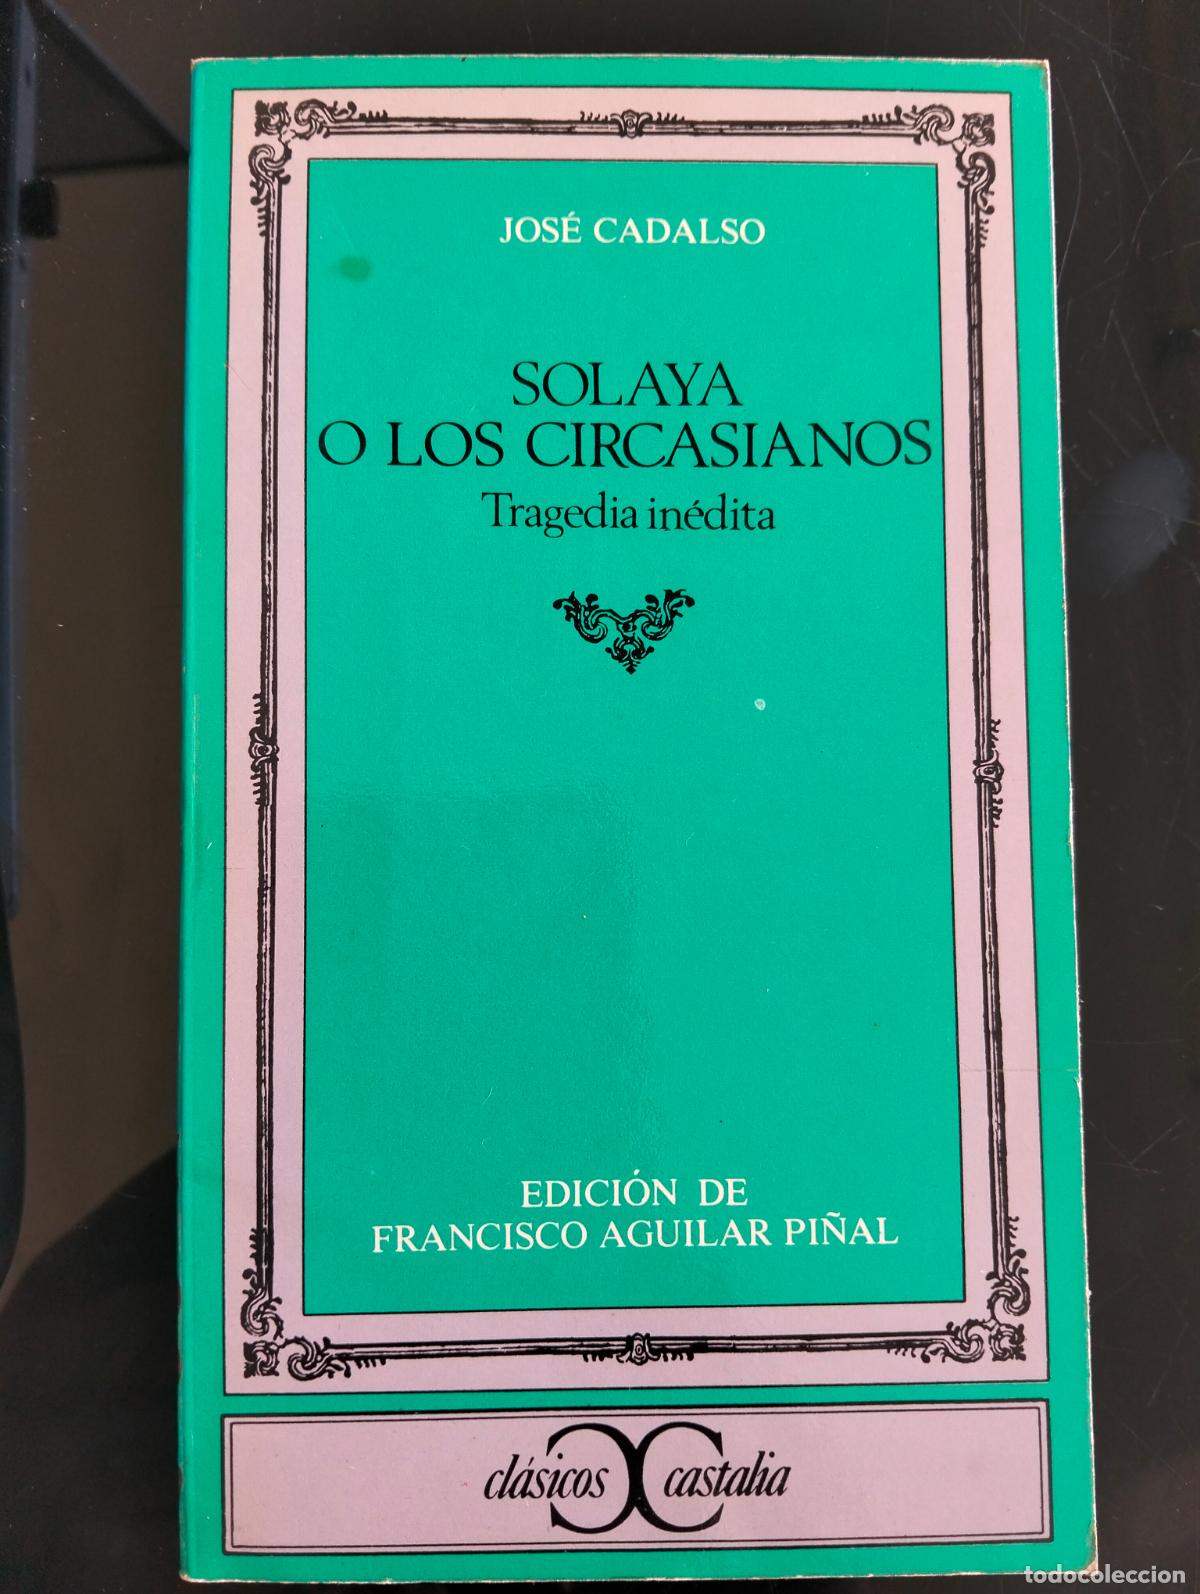 JOSÉ CADALSO
SOLAYA
O LOS CIRCASIANOS
Tragedia inédita
EDICIÓN DE
FRANCISCO AGUILAR PIÑAL
clásicos castalia
todocoleccion